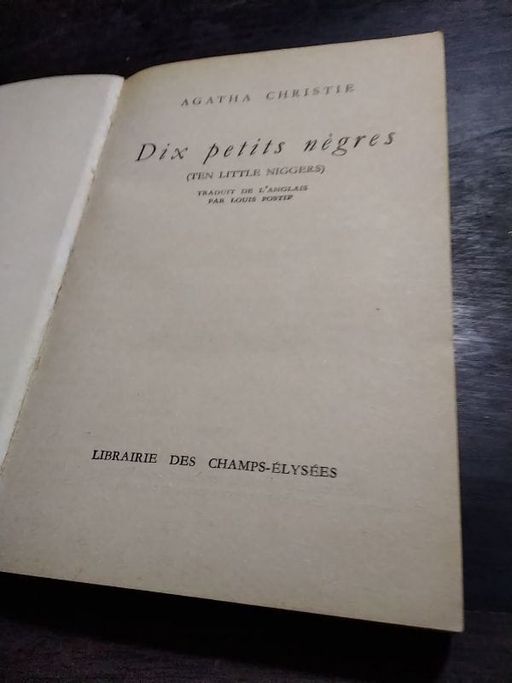 AGATHA CHRISTIE
Dix petits nègres
(TEN LITTLE NIGGERS)
TRADUIT DE L'ANGLAIS
PAR LOUIS POSTIF
LIBRAIRIE DES CHAMPS-ÉLYSÉES